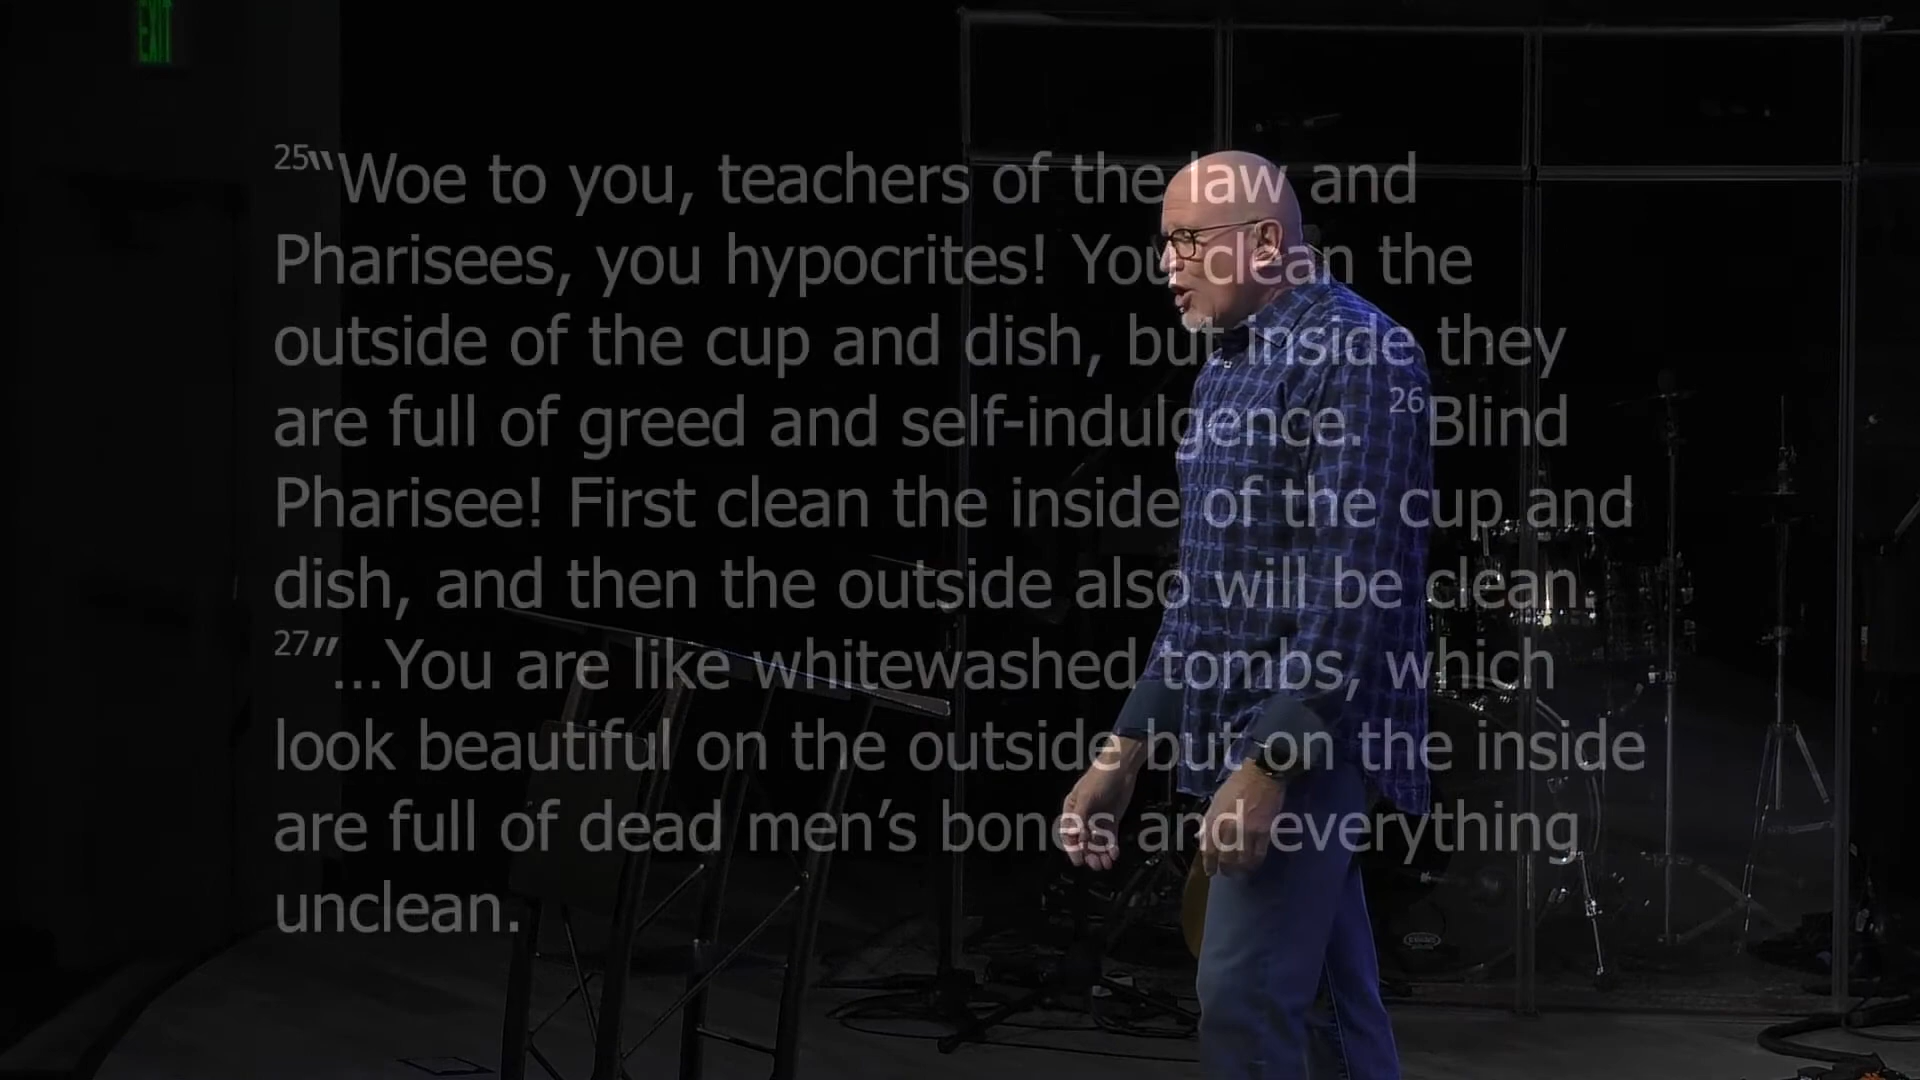 EXIT
25“Woe to you, teachers of the law and
Pharisees, you hypocrites! You clean the
outside of the cup and dish, but inside they
are full of greed and self-indulgence. 26Blind
Pharisee! First clean the inside of the cup and
dish, and then the outside also will be clean.
27”…You are like whitewashed tombs, which
look beautiful on the outside but on the inside
are full of dead men’s bones and everything
unclean.